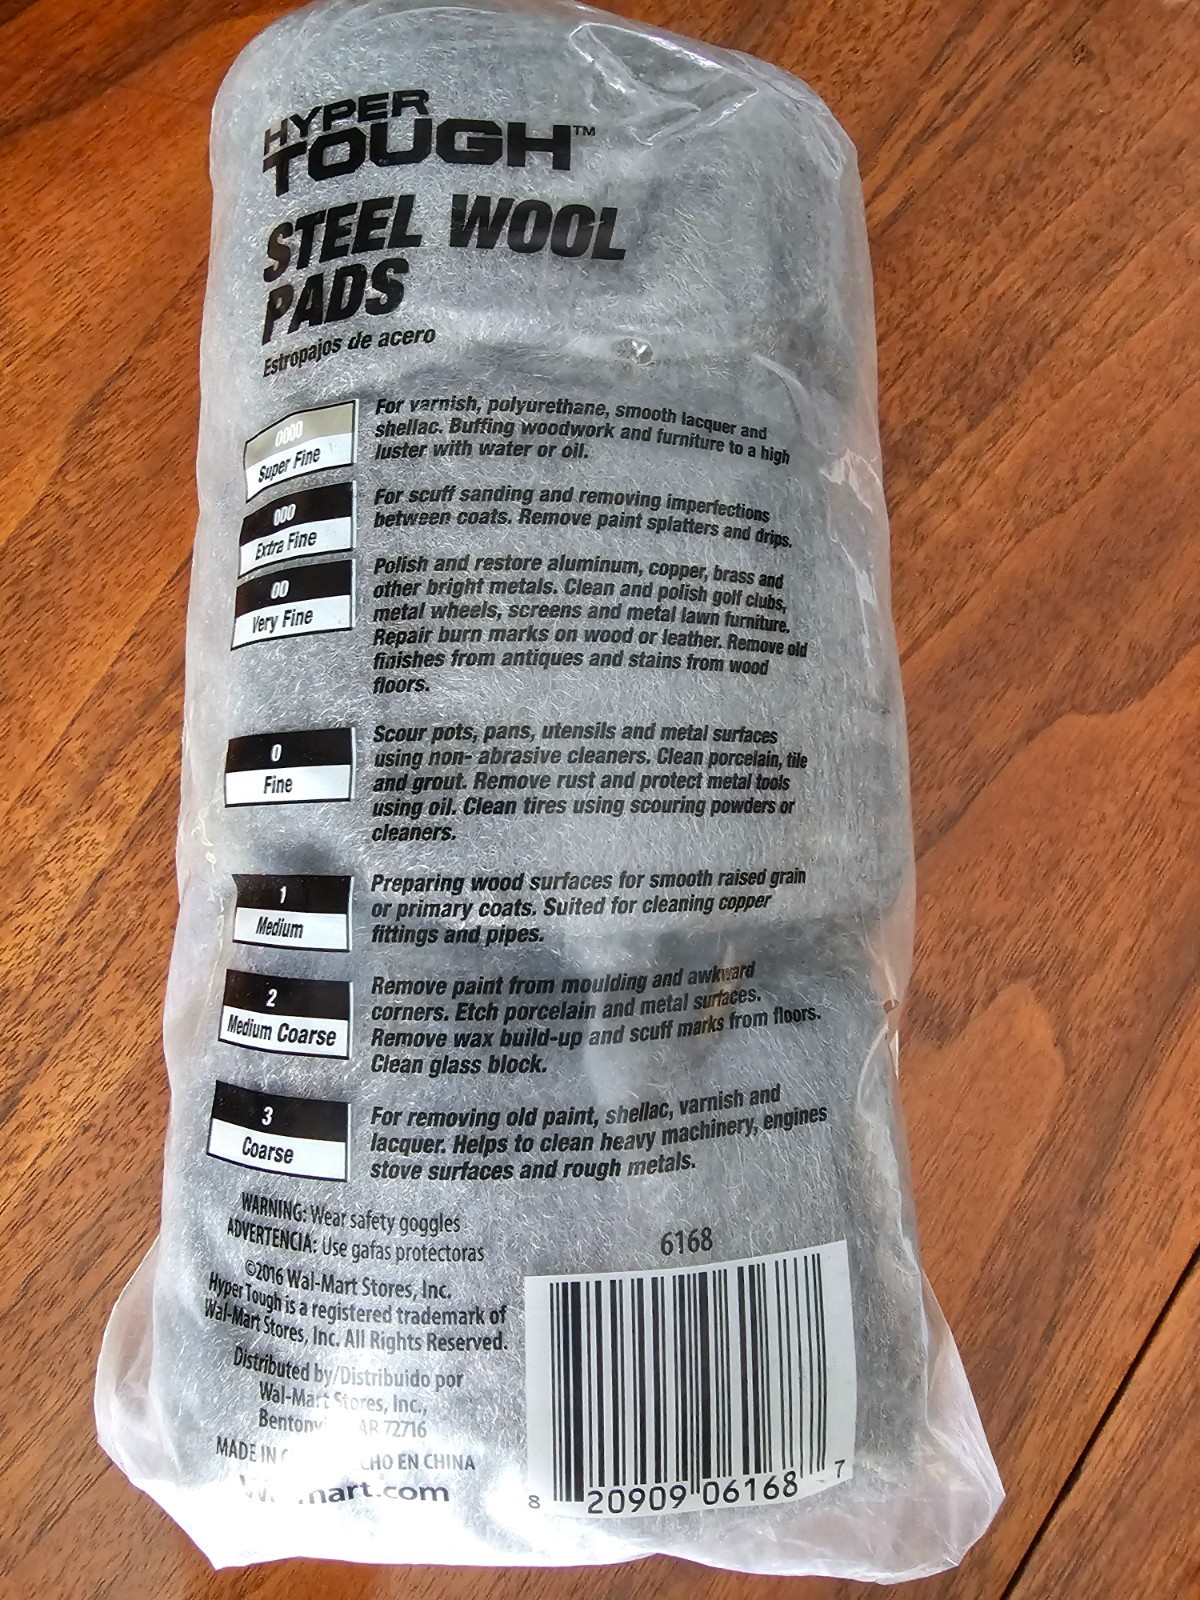 HYPER
TOUGH™
STEEL WOOL
PADS
Estropajos de acero
0000
Super Fine
For varnish, polyurethane, smooth lacquer and
shellac. Buffing woodwork and furniture to a high
luster with water or oil.
000
Extra Fine
For scuff sanding and removing imperfections
between coats. Remove paint splatters and drips.
00
Very Fine
Polish and restore aluminum, copper, brass and
other bright metals. Clean and polish golf clubs,
metal wheels, screens and metal lawn furniture.
Repair burn marks on wood or leather. Remove old
finishes from antiques and stains from wood
floors.
0
Fine
Scour pots, pans, utensils and metal surfaces
using non- abrasive cleaners. Clean porcelain, tile
and grout. Remove rust and protect metal tools
using oil. Clean tires using scouring powders or
cleaners.
1
Medium
Preparing wood surfaces for smooth raised grain
or primary coats. Suited for cleaning copper
fittings and pipes.
2
Medium Coarse
Remove paint from moulding and awkward
corners. Etch porcelain and metal surfaces.
Remove wax build-up and scuff marks from floors.
Clean glass block.
3
Coarse
For removing old paint, shellac, varnish and
lacquer. Helps to clean heavy machinery, engines
stove surfaces and rough metals.
WARNING: Wear safety goggles
ADVERTENCIA: Use gafas protectoras
©2016 Wal-Mart Stores, Inc.
Hyper Tough is a registered trademark of
Wal-Mart Stores, Inc. All Rights Reserved.
Distributed by/Distribuido por
Wal-Mart Stores, Inc.,
AR 72716
MADE IN EN CHINA
6168
8 20909 06168 7